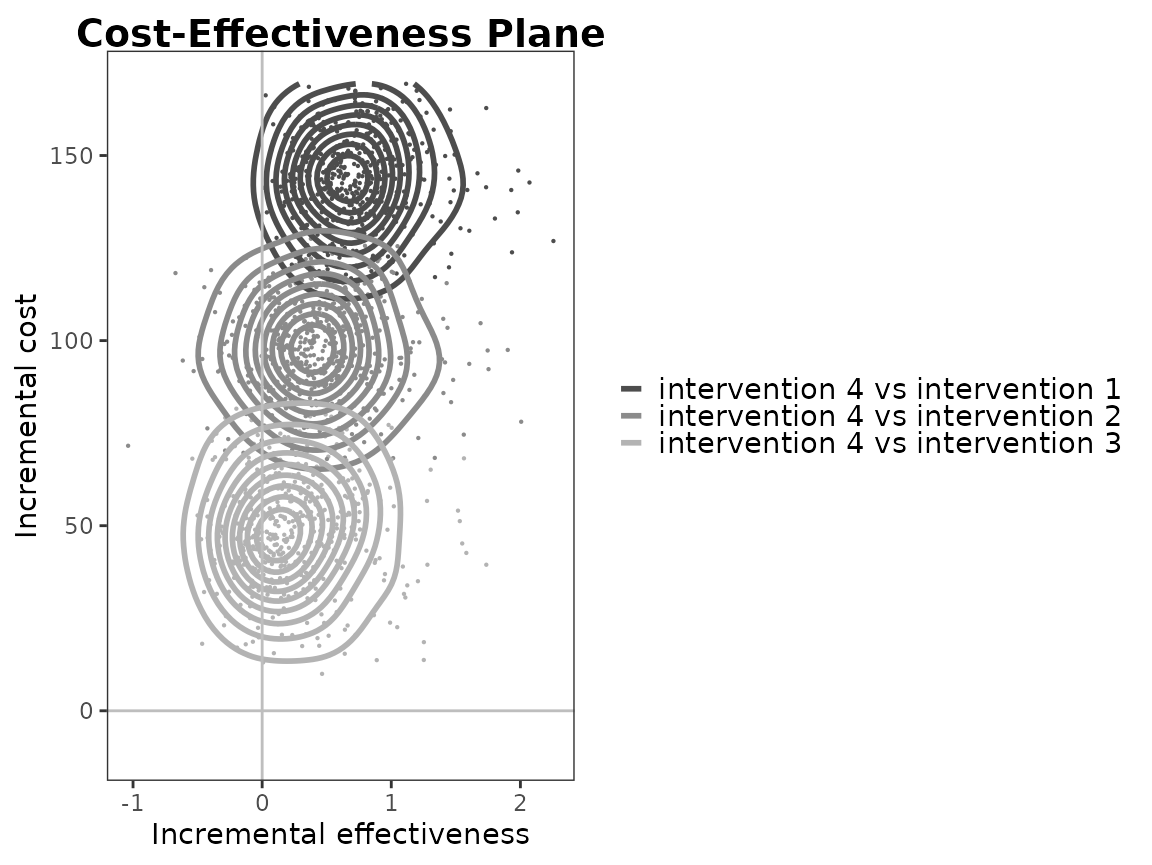 Cost-Effectiveness Plane
Incremental cost
150
100
50
0
-1 0 1 2
Incremental effectiveness
intervention 4 vs intervention 1
intervention 4 vs intervention 2
intervention 4 vs intervention 3